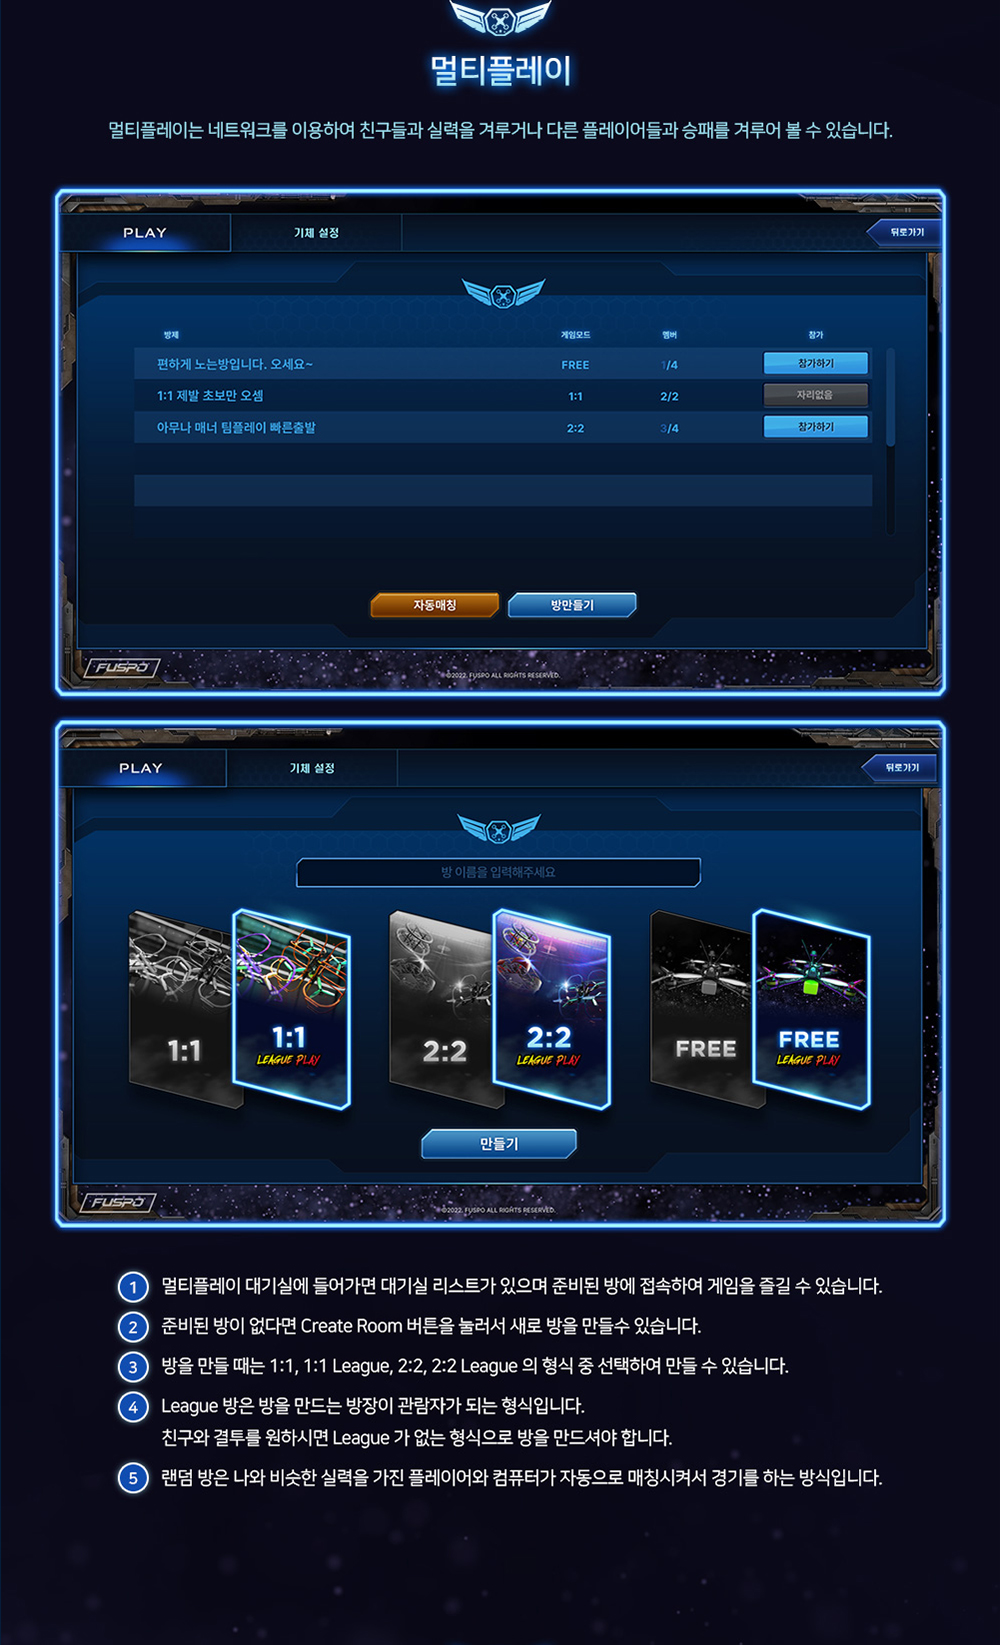 멀티플레이
멀티플레이는 네트워크를 이용하여 친구들과 실력을 겨루거나 다른 플레이어들과 승패를 겨루어 볼 수 있습니다.
PLAY 기체 설정 뒤로가기
방제 게임모드 멤버 참가
편하게 노는방입니다. 오세요~ FREE 1/4 참가하기
1:1 제발 초보만 오셈 1:1 2/2 자리없음
아무나 매너 팀플레이 빠른출발 2:2 3/4 참가하기
자동매칭 방만들기
FUSPO
©2022. FUSPO ALL RIGHTS RESERVED.
PLAY 기체 설정 뒤로가기
방 이름을 입력해주세요
1:1 1:1 LEAGUE PLAY
2:2 2:2 LEAGUE PLAY
FREE FREE LEAGUE PLAY
만들기
FUSPO
©2022. FUSPO ALL RIGHTS RESERVED.
1 멀티플레이 대기실에 들어가면 대기실 리스트가 있으며 준비된 방에 접속하여 게임을 즐길 수 있습니다.
2 준비된 방이 없다면 Create Room 버튼을 눌러서 새로 방을 만들수 있습니다.
3 방을 만들 때는 1:1, 1:1 League, 2:2, 2:2 League 의 형식 중 선택하여 만들 수 있습니다.
4 League 방은 방을 만드는 방장이 관람자가 되는 형식입니다.
친구와 결투를 원하시면 League 가 없는 형식으로 방을 만드셔야 합니다.
5 랜덤 방은 나와 비슷한 실력을 가진 플레이어와 컴퓨터가 자동으로 매칭시켜서 경기를 하는 방식입니다.